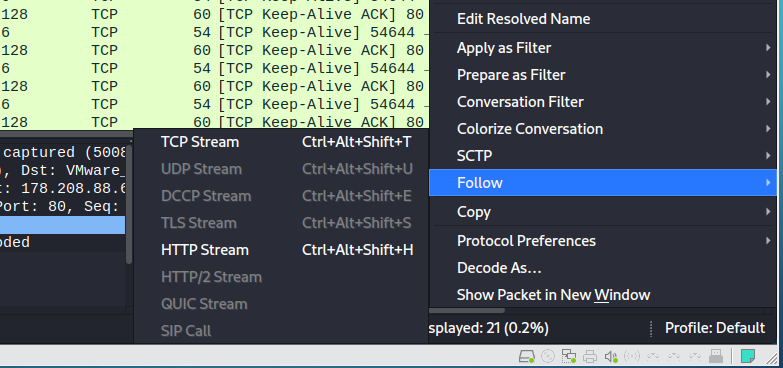 128 TCP 60 [TCP Keep-Alive ACK] 80
6 TCP 54 [TCP Keep-Alive] 54644 →
128 TCP 60 [TCP Keep-Alive ACK] 80
6 TCP 54 [TCP Keep-Alive] 54644 →
128 TCP 60 [TCP Keep-Alive ACK] 80
6 TCP 54 [TCP Keep-Alive] 54644 →
128 TCP 60 [TCP Keep-Alive ACK] 80
captured (5008
), Dst: VMware_
t: 178.208.88.6
Port: 80, Seq:
oded
TCP Stream Ctrl+Alt+Shift+T
UDP Stream Ctrl+Alt+Shift+U
DCCP Stream Ctrl+Alt+Shift+E
TLS Stream Ctrl+Alt+Shift+S
HTTP Stream Ctrl+Alt+Shift+H
HTTP/2 Stream
QUIC Stream
SIP Call
Edit Resolved Name
Apply as Filter
Prepare as Filter
Conversation Filter
Colorize Conversation
SCTP
Follow
Copy
Protocol Preferences
Decode As…
Show Packet in New Window
splayed: 21 (0.2%) Profile: Default